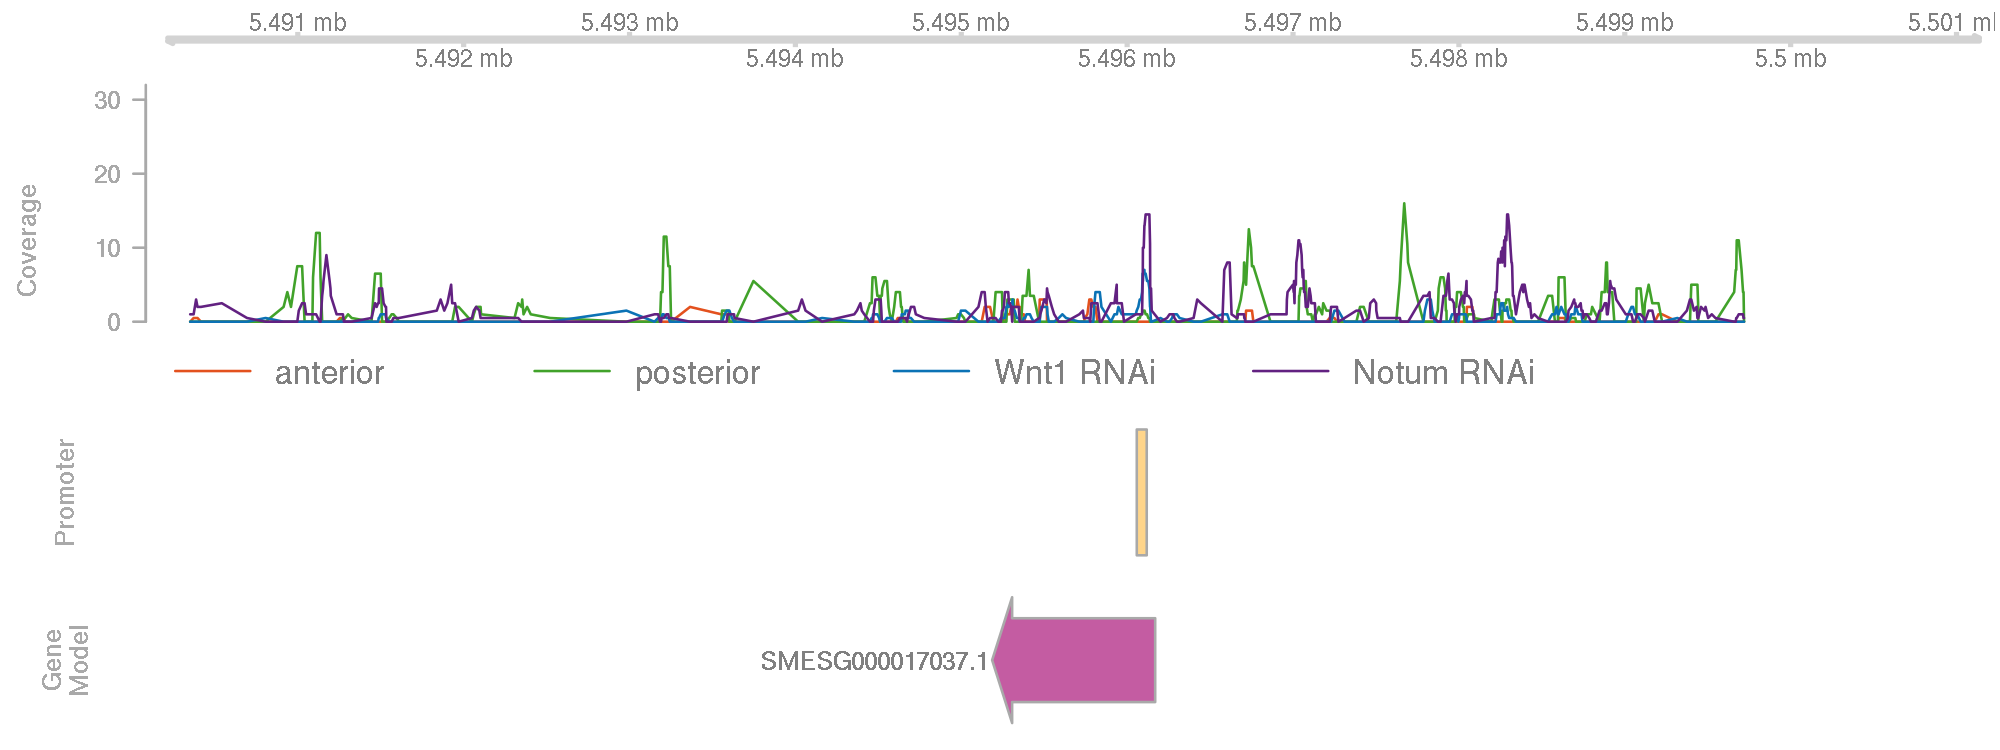 5.491 mb 5.493 mb 5.495 mb 5.497 mb 5.499 mb 5.501 m
5.492 mb 5.494 mb 5.496 mb 5.498 mb 5.5 mb
30
20
10
0
Coverage
anterior posterior Wnt1 RNAi Notum RNAi
Promoter
Gene
Model
SMESG000017037.1